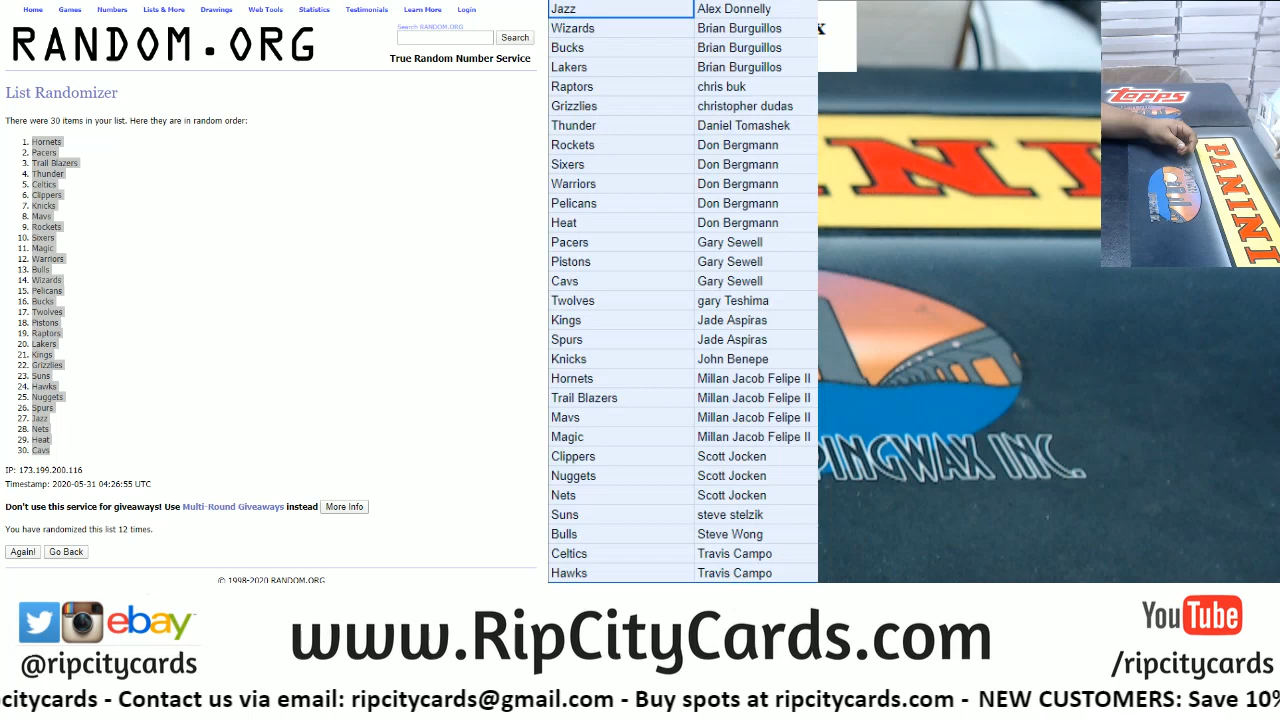 Home Games Numbers Lists & More Drawings Web Tools Statistics Testimonials Learn More Login
RANDOM.ORG
Search RANDOM.ORG
Search
True Random Number Service
List Randomizer
There were 30 items in your list. Here they are in random order:
1. Hornets
2. Pacers
3. Trail Blazers
4. Thunder
5. Celtics
6. Clippers
7. Knicks
8. Mavs
9. Rockets
10. Sixers
11. Magic
12. Warriors
13. Bulls
14. Wizards
15. Pelicans
16. Bucks
17. Twolves
18. Pistons
19. Raptors
20. Lakers
21. Kings
22. Grizzlies
23. Suns
24. Hawks
25. Nuggets
26. Spurs
27. Jazz
28. Nets
29. Heat
30. Cavs
IP: 173.199.200.116
Timestamp: 2020-05-31 04:26:55 UTC
Don't use this service for giveaways! Use Multi-Round Giveaways instead More Info
You have randomized this list 12 times.
Again! Go Back
© 1998-2020 RANDOM.ORG
Jazz Alex Donnelly
Wizards Brian Burguillos
Bucks Brian Burguillos
Lakers Brian Burguillos
Raptors chris buk
Grizzlies christopher dudas
Thunder Daniel Tomashek
Rockets Don Bergmann
Sixers Don Bergmann
Warriors Don Bergmann
Pelicans Don Bergmann
Heat Don Bergmann
Pacers Gary Sewell
Pistons Gary Sewell
Cavs Gary Sewell
Twolves gary Teshima
Kings Jade Aspiras
Spurs Jade Aspiras
Knicks John Benepe
Hornets Millan Jacob Felipe II
Trail Blazers Millan Jacob Felipe II
Mavs Millan Jacob Felipe II
Magic Millan Jacob Felipe II
Clippers Scott Jocken
Nuggets Scott Jocken
Nets Scott Jocken
Suns steve stelzik
Bulls Steve Wong
Celtics Travis Campo
Hawks Travis Campo
NINI
PINGWAX INC.
Topps
PANINI
ebay
@ripcitycards
www.RipCityCards.com
YouTube
/ripcitycards
citycards - Contact us via email: ripcitycards@gmail.com - Buy spots at ripcitycards.com - NEW CUSTOMERS: Save 10%